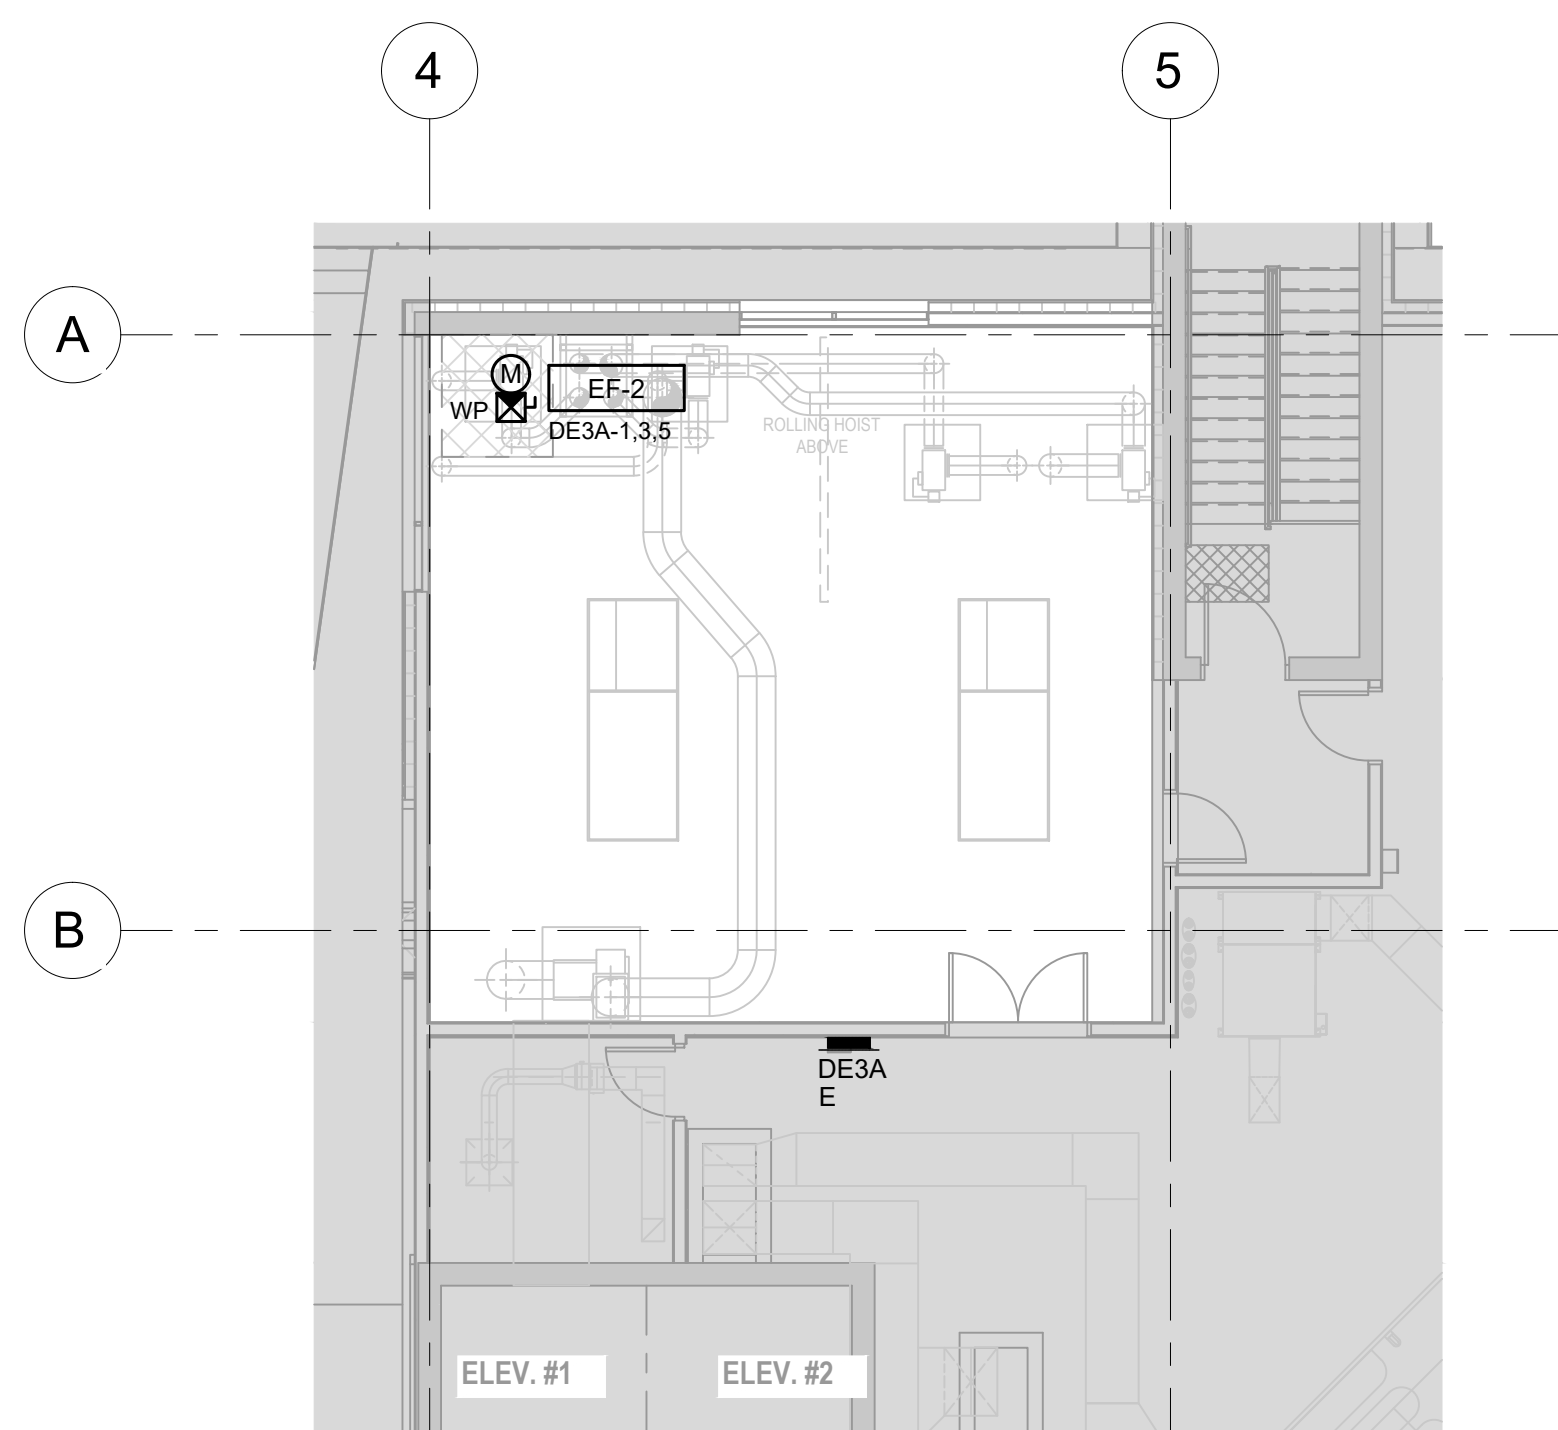 4
5
A
M
EF-2
WP
DE3A-1,3,5
ROLLING HOIST
ABOVE
B
DE3A
E
ELEV. #1
ELEV. #2